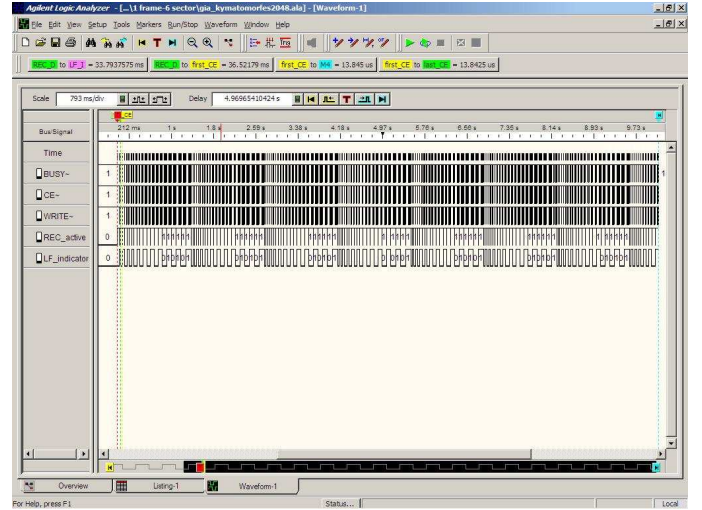 Agilent Logic Analyzer - [...\1 frame-6 sector\gia_kymatomorfes2048.ala] - [Waveform-1]
File Edit View Setup Tools Markers Run/Stop Waveform Window Help
REC_D to LF_I = 33.7937575 ms REC_D to first_CE = 36.52179 ms first_CE to M4 = 13.845 us first_CE to last_CE = 13.8425 us
Scale 793 ms/div Delay 4.96965410424 s
Bus/Signal 212 ms 1 s 1.8 s 2.59 s 3.38 s 4.18 s 4.97 s 5.76 s 6.56 s 7.35 s 8.14 s 8.93 s 9.73 s
Time
BUSY~ 1 1
CE~ 1
WRITE~ 1
REC_active 0
LF_indicator 0
Overview Listing-1 Waveform-1
For Help, press F1 Status... Local